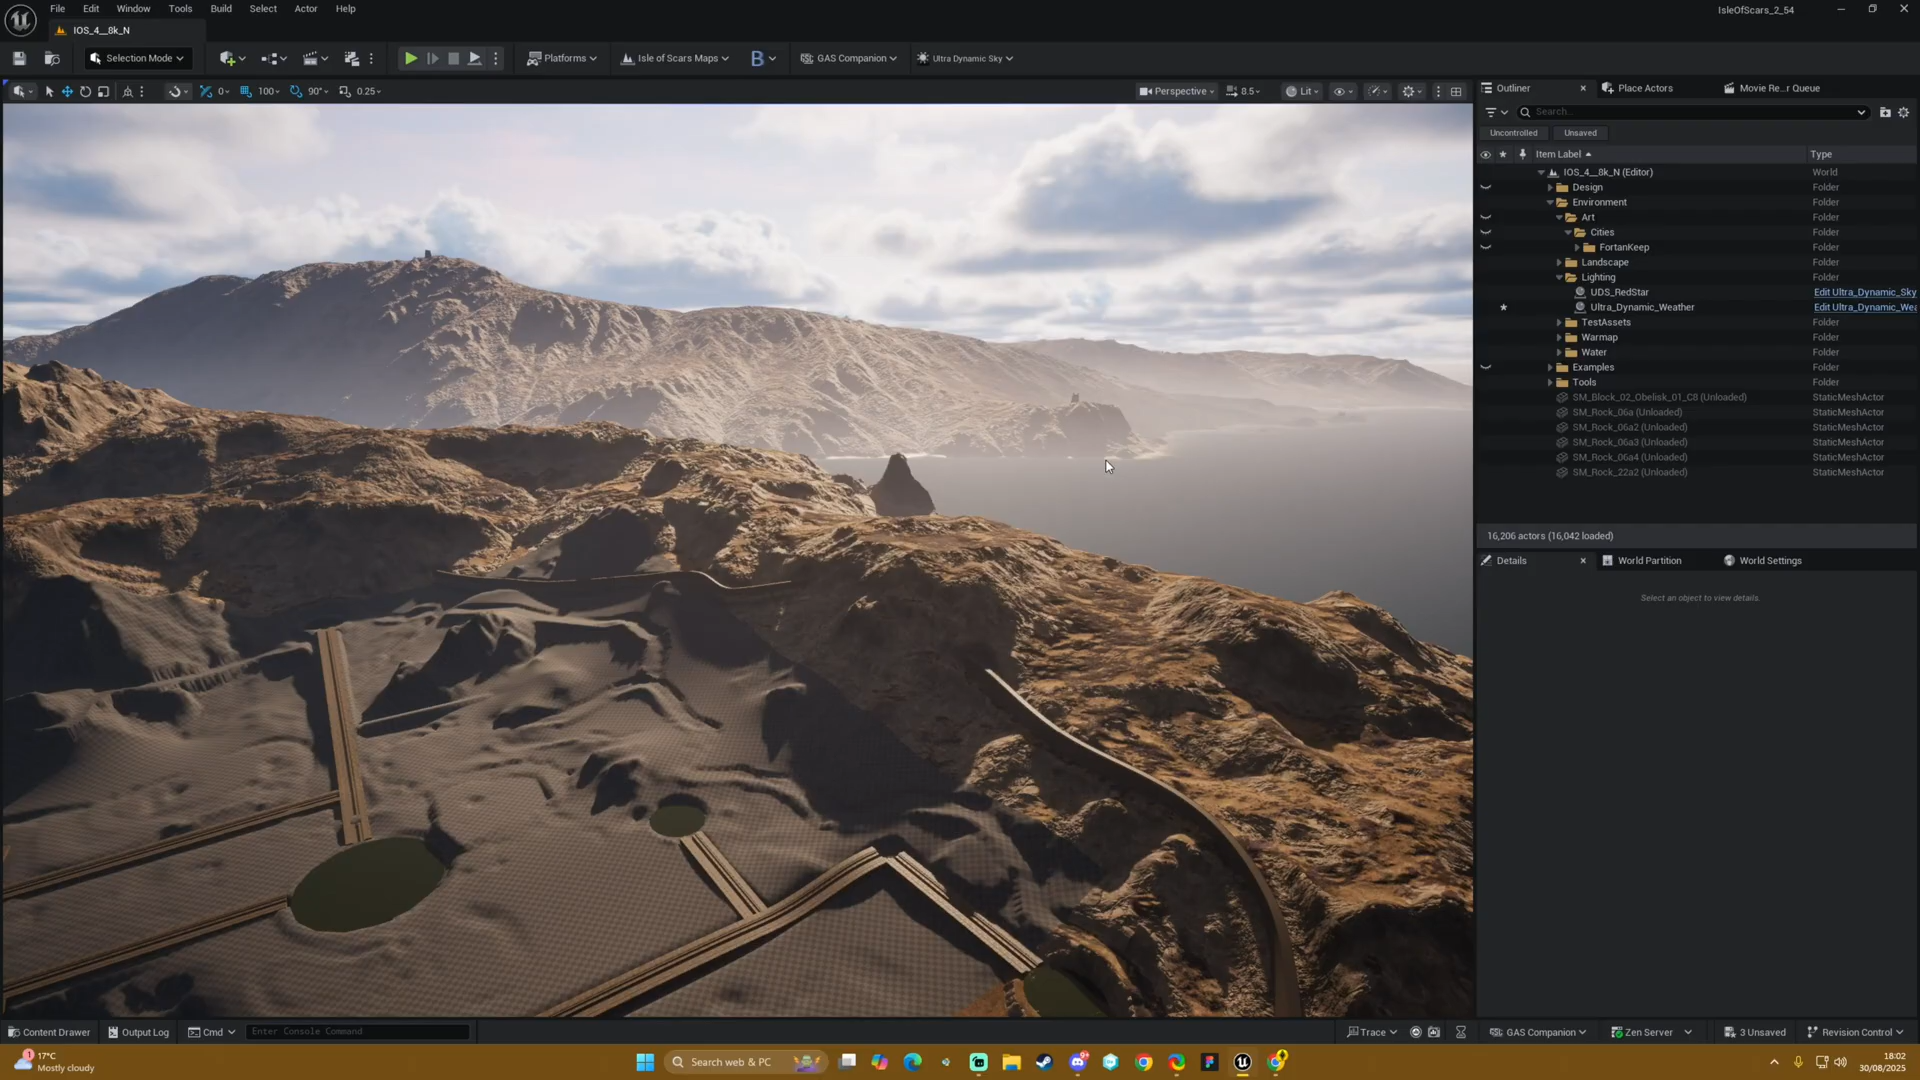 File Edit Window Tools Build Select Actor Help
IsleOfScars_2_54
IOS_4__8k_N
Selection Mode
Platforms
Isle of Scars Maps
B
GAS Companion
Ultra Dynamic Sky
0
100
90°
0.25
Perspective
8.5
Lit
Outliner
Place Actors
Movie Re...r Queue
Search...
Uncontrolled
Unsaved
Item Label
Type
IOS_4__8k_N (Editor) World
Design Folder
Environment Folder
Art Folder
Cities Folder
FortanKeep Folder
Landscape Folder
Lighting Folder
UDS_RedStar Edit Ultra_Dynamic_Sky
Ultra_Dynamic_Weather Edit Ultra_Dynamic_Wea
TestAssets Folder
Warmap Folder
Water Folder
Examples Folder
Tools Folder
SM_Block_02_Obelisk_01_C8 (Unloaded) StaticMeshActor
SM_Rock_06a (Unloaded) StaticMeshActor
SM_Rock_06a2 (Unloaded) StaticMeshActor
SM_Rock_06a3 (Unloaded) StaticMeshActor
SM_Rock_06a4 (Unloaded) StaticMeshActor
SM_Rock_22a2 (Unloaded) StaticMeshActor
16,206 actors (16,042 loaded)
Details
World Partition
World Settings
Select an object to view details.
Content Drawer
Output Log
Cmd
Enter Console Command
Trace
GAS Companion
Zen Server
3 Unsaved
Revision Control
1
17°C
Mostly cloudy
Search web & PC
18:02
30/08/2025